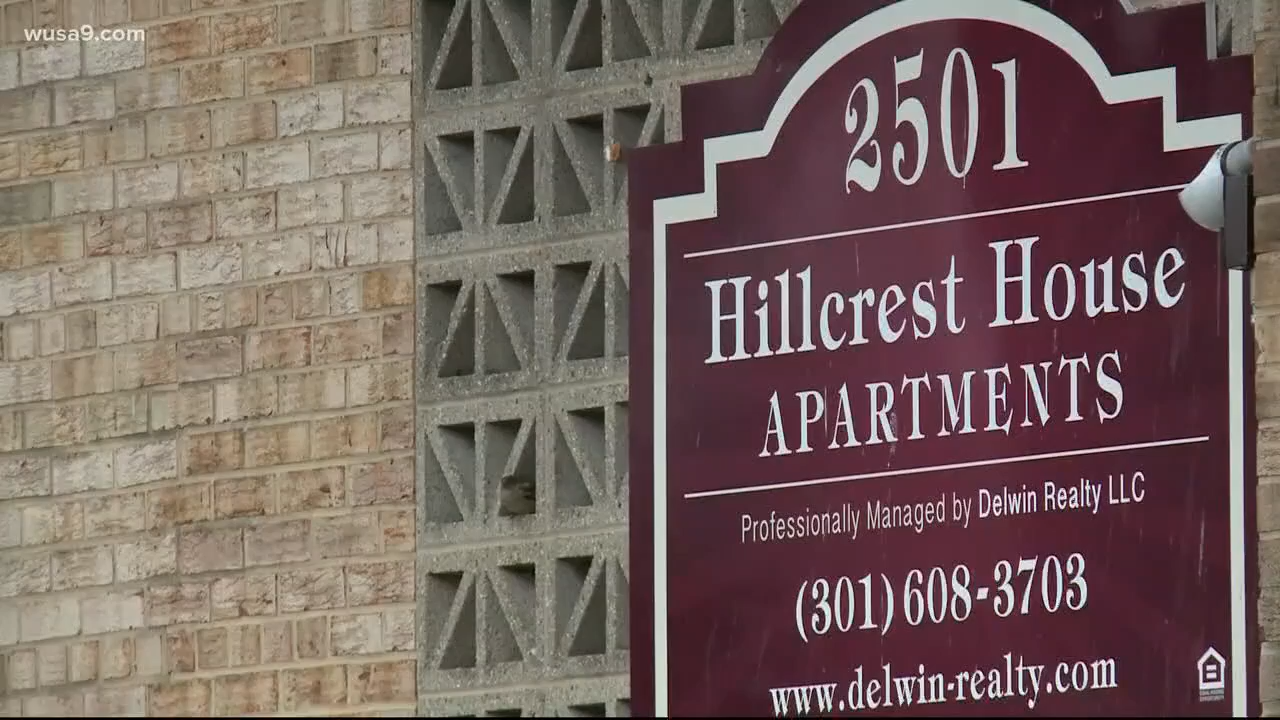 wusa9.com
2501
Hillcrest House
APARTMENTS
Professionally Managed by Delwin Realty LLC
(301) 608-3703
www.delwin-realty.com